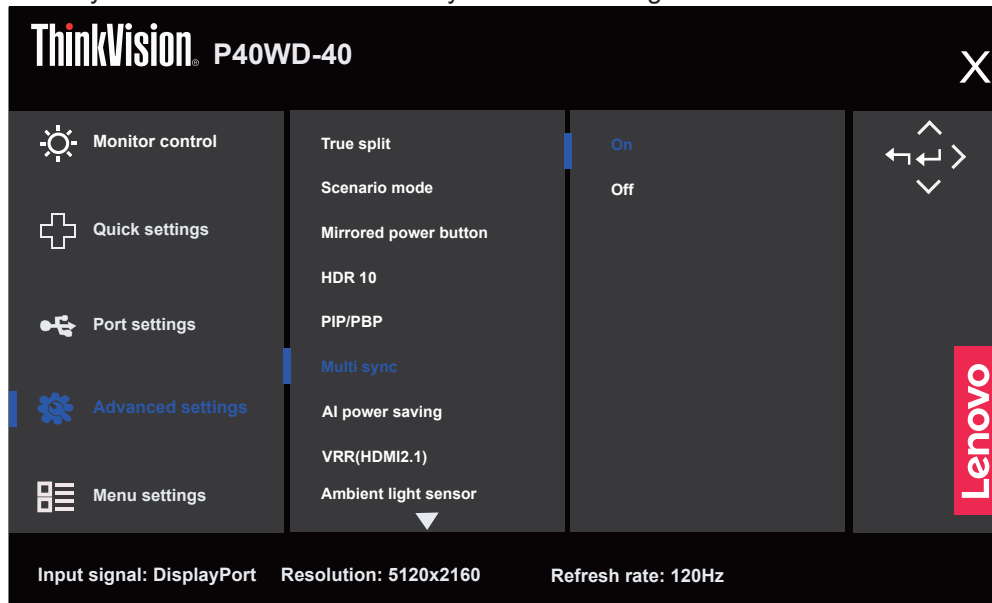 ThinkVision® P40WD-40
X
Monitor control
Quick settings
Port settings
Advanced settings
Menu settings
True split
Scenario mode
Mirrored power button
HDR 10
PIP/PBP
Multi sync
AI power saving
VRR(HDMI2.1)
Ambient light sensor
On
Off
Lenovo
Input signal: DisplayPort Resolution: 5120x2160 Refresh rate: 120Hz